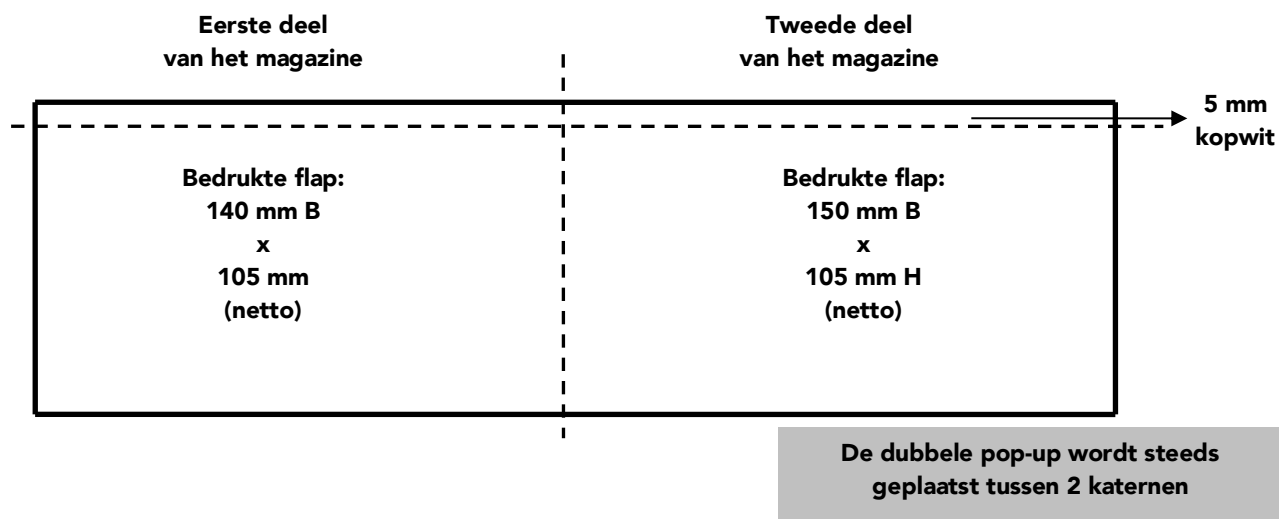 Eerste deel
van het magazine
Tweede deel
van het magazine
5 mm
kopwit
Bedrukte flap:
140 mm B
x
105 mm
(netto)
Bedrukte flap:
150 mm B
x
105 mm H
(netto)
De dubbele pop-up wordt steeds
geplaatst tussen 2 katernen